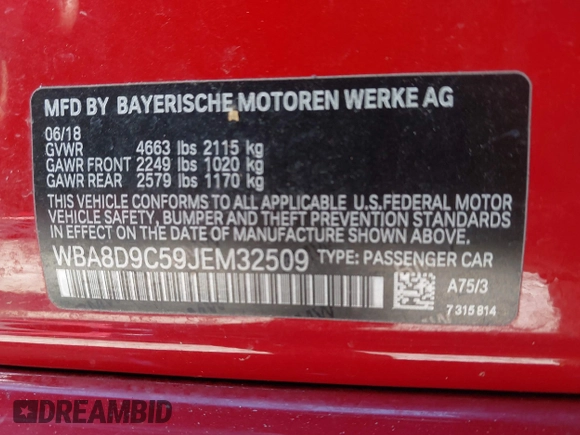 MFD BY BAYERISCHE MOTOREN WERKE AG
06/18
GVWR 4663 lbs 2115 kg
GAWR FRONT 2249 lbs 1020 kg
GAWR REAR 2579 lbs 1170 kg
THIS VEHICLE CONFORMS TO ALL APPLICABLE U.S.FEDERAL MOTOR
VEHICLE SAFETY, BUMPER AND THEFT PREVENTION STANDARDS
IN EFFECT ON THE DATE OF MANUFACTURE SHOWN ABOVE.
WBA8D9C59JEM32509 TYPE: PASSENGER CAR
A75/3
7315814
DREAMBID